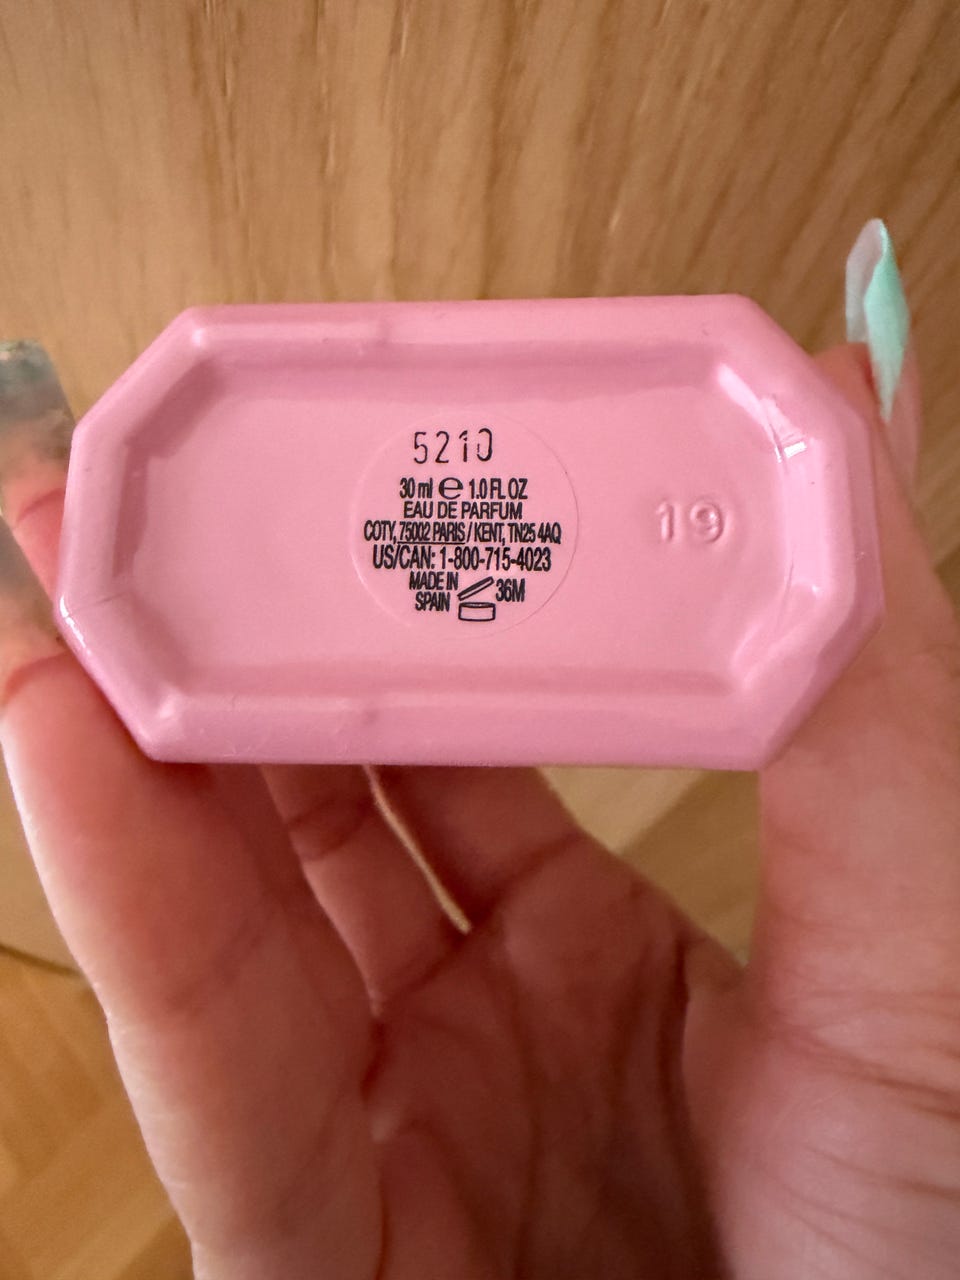 5210
30 ml ℮ 1.0 FL OZ
EAU DE PARFUM
COTY, 75002 PARIS / KENT, TN25 4AQ
US/CAN: 1-800-715-4023
MADE IN
SPAIN
36M
19